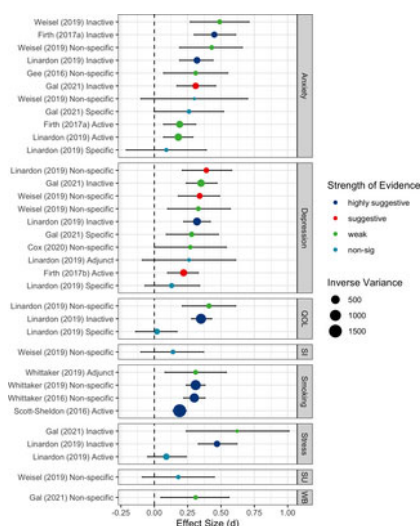 Weisel (2019) Inactive
Firth (2017a) Inactive
Weisel (2019) Non-specific
Linardon (2019) Inactive
Gee (2016) Non-specific
Gal (2021) Inactive
Weisel (2019) Non-specific
Gal (2021) Specific
Firth (2017a) Active
Linardon (2019) Active
Linardon (2019) Specific
Anxiety
Linardon (2019) Non-specific
Gal (2021) Inactive
Weisel (2019) Non-specific
Weisel (2019) Non-specific
Linardon (2019) Inactive
Gal (2021) Specific
Cox (2020) Non-specific
Linardon (2019) Adjunct
Firth (2017b) Active
Linardon (2019) Specific
Depression
Linardon (2019) Non-specific
Linardon (2019) Inactive
Linardon (2019) Specific
QOL
Weisel (2019) Non-specific
SI
Whittaker (2019) Adjunct
Whittaker (2019) Non-specific
Whittaker (2016) Non-specific
Scott-Sheldon (2016) Active
Smoking
Gal (2021) Inactive
Linardon (2019) Inactive
Linardon (2019) Active
Stress
Weisel (2019) Non-specific
SU
Gal (2021) Non-specific
WB
-0.25 0.00 0.25 0.50 0.75 1.00
Effect Size (d)
Strength of Evidence
highly suggestive
suggestive
weak
non-sig
Inverse Variance
500
1000
1500